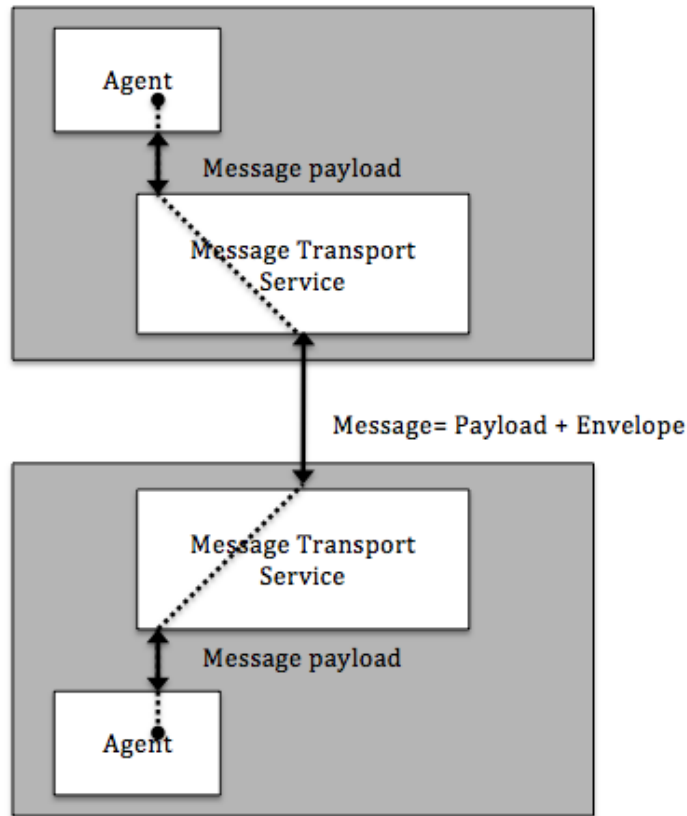 Agent
Message payload
Message Transport
Service
Message= Payload + Envelope
Message Transport
Service
Message payload
Agent